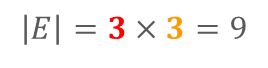 |E| = 3 × 3 = 9